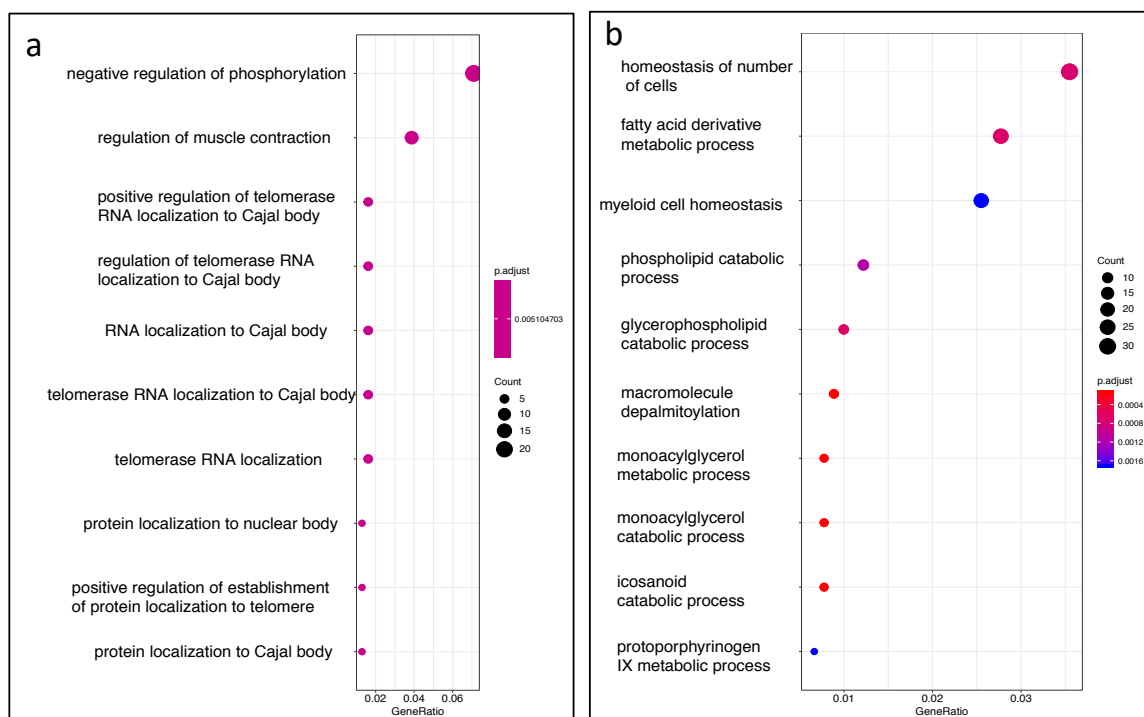 a
negative regulation of phosphorylation
regulation of muscle contraction
positive regulation of telomerase
RNA localization to Cajal body
regulation of telomerase RNA
localization to Cajal body
RNA localization to Cajal body
telomerase RNA localization to Cajal body
telomerase RNA localization
protein localization to nuclear body
positive regulation of establishment
of protein localization to telomere
protein localization to Cajal body
0.02 0.04 0.06
GeneRatio
p.adjust
0.005104703
Count
5
10
15
20
b
homeostasis of number
of cells
fatty acid derivative
metabolic process
myeloid cell homeostasis
phospholipid catabolic
process
glycerophospholipid
catabolic process
macromolecule
depalmitoylation
monoacylglycerol
metabolic process
monoacylglycerol
catabolic process
icosanoid
catabolic process
protoporphyrinogen
IX metabolic process
0.01 0.02 0.03
GeneRatio
Count
10
15
20
25
30
p.adjust
0.0004
0.0008
0.0012
0.0016